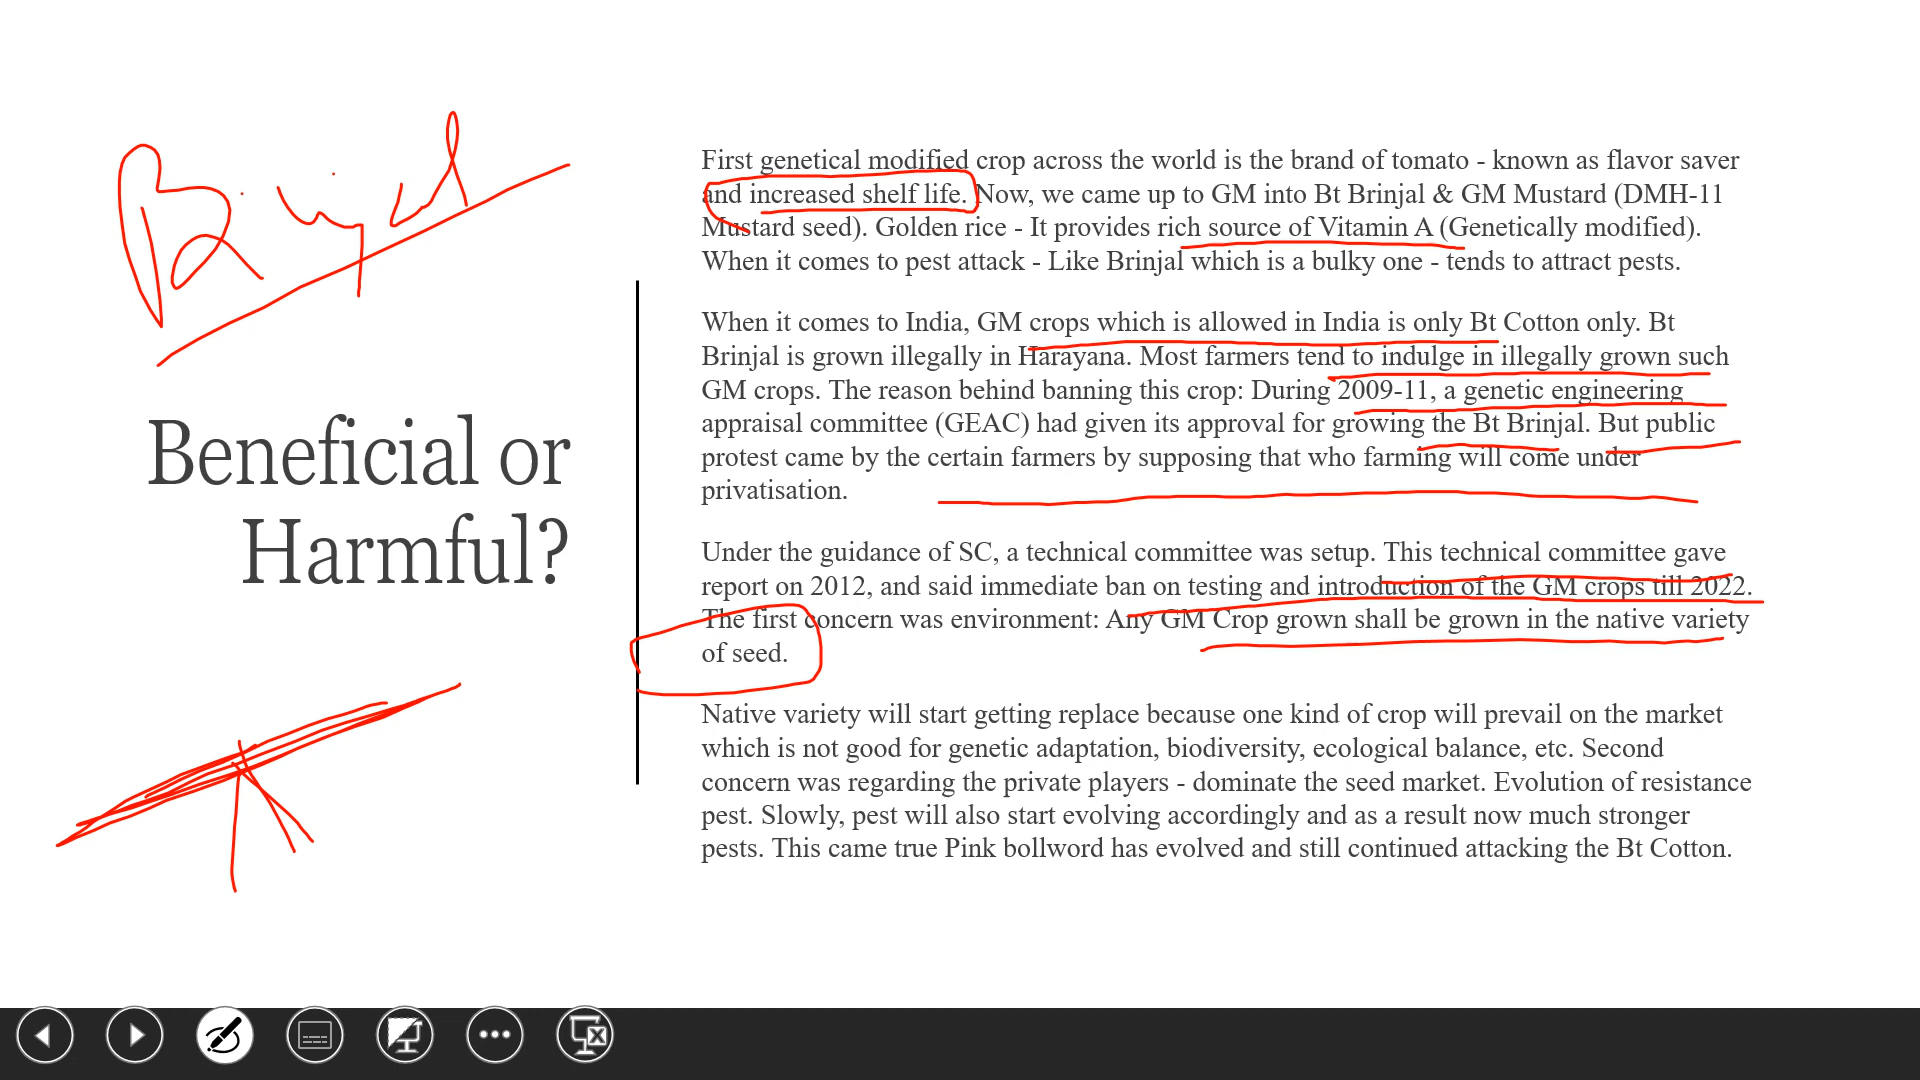 Brinjal
Beneficial or
Harmful?
First genetical modified crop across the world is the brand of tomato - known as flavor saver
and increased shelf life. Now, we came up to GM into Bt Brinjal & GM Mustard (DMH-11
Mustard seed). Golden rice - It provides rich source of Vitamin A (Genetically modified).
When it comes to pest attack - Like Brinjal which is a bulky one - tends to attract pests.
When it comes to India, GM crops which is allowed in India is only Bt Cotton only. Bt
Brinjal is grown illegally in Harayana. Most farmers tend to indulge in illegally grown such
GM crops. The reason behind banning this crop: During 2009-11, a genetic engineering
appraisal committee (GEAC) had given its approval for growing the Bt Brinjal. But public
protest came by the certain farmers by supposing that who farming will come under
privatisation.
Under the guidance of SC, a technical committee was setup. This technical committee gave
report on 2012, and said immediate ban on testing and introduction of the GM crops till 2022.
The first concern was environment: Any GM Crop grown shall be grown in the native variety
of seed.
Native variety will start getting replace because one kind of crop will prevail on the market
which is not good for genetic adaptation, biodiversity, ecological balance, etc. Second
concern was regarding the private players - dominate the seed market. Evolution of resistance
pest. Slowly, pest will also start evolving accordingly and as a result now much stronger
pests. This came true Pink bollword has evolved and still continued attacking the Bt Cotton.